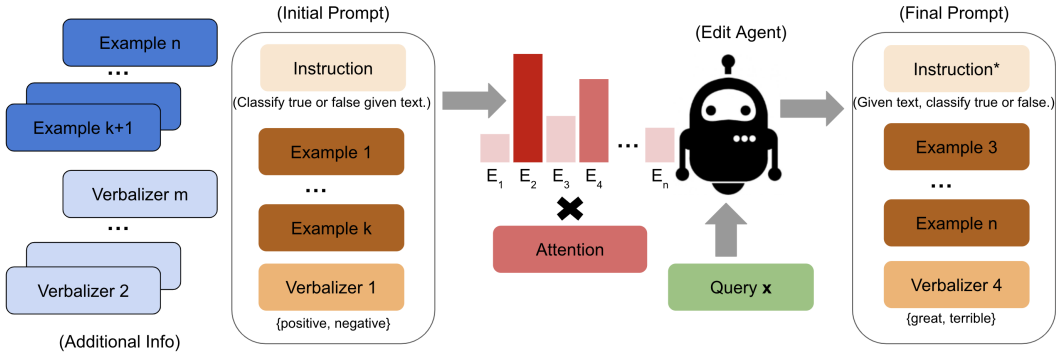 Example n
...
Example k+1
Verbalizer m
...
Verbalizer 2
(Additional Info)
(Initial Prompt)
Instruction
(Classify true or false given text.)
Example 1
...
Example k
Verbalizer 1
{positive, negative}
E1 E2 E3 E4 ... En
Attention
(Edit Agent)
Query x
(Final Prompt)
Instruction*
(Given text, classify true or false.)
Example 3
...
Example n
Verbalizer 4
{great, terrible}